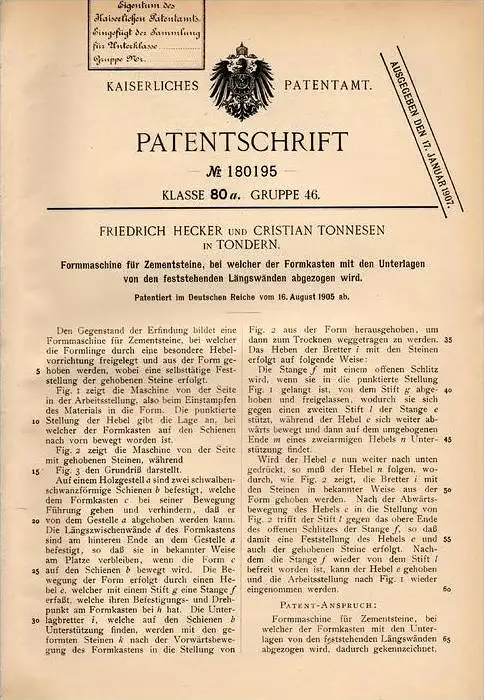 Eigentum des
Kaiserlichen Patentamts.
Eingefügt der Sammlung
für Unterklasse
Gruppe Nr.
KAISERLICHES PATENTAMT.
AUSGEGEBEN DEN 17. JANUAR 1907.
PATENTSCHRIFT
— № 180195 —
KLASSE 80a. GRUPPE 46.
FRIEDRICH HECKER UND CRISTIAN TONNESEN
IN TONDERN.
Formmaschine für Zementsteine, bei welcher der Formkasten mit den Unterlagen
von den feststehenden Längswänden abgezogen wird.
Patentiert im Deutschen Reiche vom 16. August 1905 ab.
Den Gegenstand der Erfindung bildet eine
Formmaschine für Zementsteine, bei welcher
die Formlinge durch eine besondere Hebel-
vorrichtung freigelegt und aus der Form ge-
5 hoben werden, wobei eine selbsttätige Fest-
stellung der gehobenen Steine erfolgt.
Fig. 1 zeigt die Maschine von der Seite
in der Arbeitsstellung, also beim Einstampfen
des Materials in die Form. Die punktierte
10 Stellung der Hebel gibt die Lage an, bei
welcher der Formkasten auf den Schienen
nach vorn bewegt worden ist.
Fig. 2 zeigt die Maschine von der Seite
mit gehobenen Steinen, während
15 Fig. 3 den Grundriß darstellt.
Auf einem Holzgestell a sind zwei schwalben-
schwanzförmige Schienen b befestigt, welche
dem Formkasten c bei seiner Bewegung
Führung geben und verhindern, daß er
20 von dem Gestelle a abgehoben werden kann.
Die Längszwischenwände d des Formkastens
sind am hinteren Ende an dem Gestelle a
befestigt, so daß sie in bekannter Weise
am Platze verbleiben, wenn die Form c
25 auf den Schienen b bewegt wird. Die Be-
wegung der Form erfolgt durch einen He-
bel e, welcher mit einem Stift g eine Stange f
erfaßt, welche ihren Befestigungs- und Dreh-
punkt am Formkasten bei h hat. Die Unter-
30 lagbretter i, welche auf den Schienen b
Unterstützung finden, werden mit den ge-
formten Steinen k nach der Vorwärtsbewe-
gung des Formkastens in die Stellung von
Fig. 2 aus der Form herausgehoben, um
dann zum Trocknen weggetragen zu werden. 35
Das Heben der Bretter i mit den Steinen
erfolgt auf folgende Weise:
Die Stange f mit einem offenen Schlitz
wird, wenn sie in die punktierte Stellung
Fig. 1 gelangt ist, von dem Stift g abge- 40
hoben und freigelassen, wodurch sie sich
gegen einen zweiten Stift l der Stange e
stützt, während der Hebel e sich weiter ab-
wärts bewegt und dann auf dem umgebogenen
Ende m eines zweiarmigen Hebels n Unter- 45
stützung findet.
Wird der Hebel e nun weiter nach unten
gedrückt, so muß der Hebel n folgen, wo-
durch, wie Fig. 2 zeigt, die Bretter i mit
den Steinen in bekannter Weise aus der 50
Form gehoben werden. Nach der Abwärts-
bewegung des Hebels e in die Stellung von
Fig. 2 trifft der Stift l gegen das obere Ende
des offenen Schlitzes der Stange f, so daß
damit eine Feststellung des Hebels e und 55
auch der gehobenen Steine erfolgt. Nach-
dem die Stange f wieder von dem Stift l
befreit worden ist, kann der Hebel e gehoben
und die Arbeitsstellung nach Fig. 1 wieder
eingenommen werden. 60
PATENT-ANSPRUCH:
Formmaschine für Zementsteine, bei
welcher der Formkasten mit den Unter-
lagen von den feststehenden Längswänden 65
abgezogen wird, dadurch gekennzeichnet,